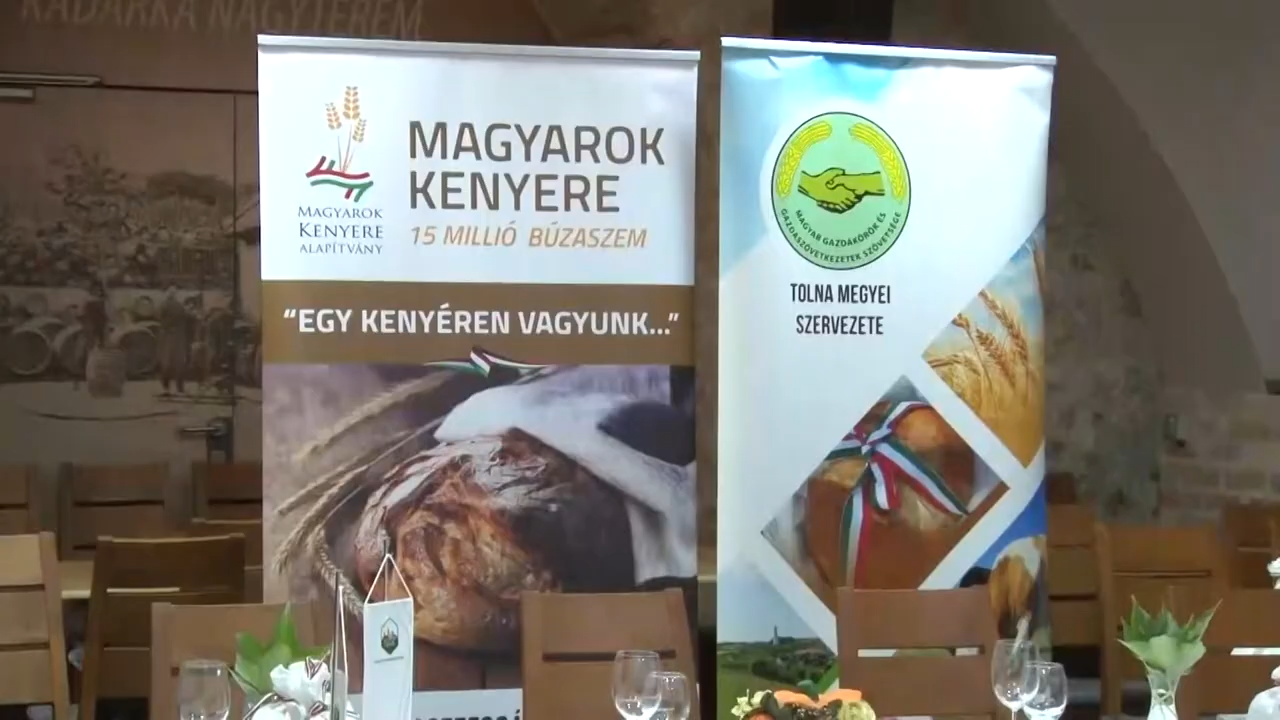 KADARKA NAGYTEREM
MAGYAROK
KENYERE
15 MILLIÓ BÚZASZEM
MAGYAROK
KENYERE
ALAPÍTVÁNY
"EGY KENYÉREN VAGYUNK..."
MAGYAR GAZDAKÖRÖK ÉS
GAZDASZÖVETKEZETEK SZÖVETSÉGE
TOLNA MEGYEI
SZERVEZETE